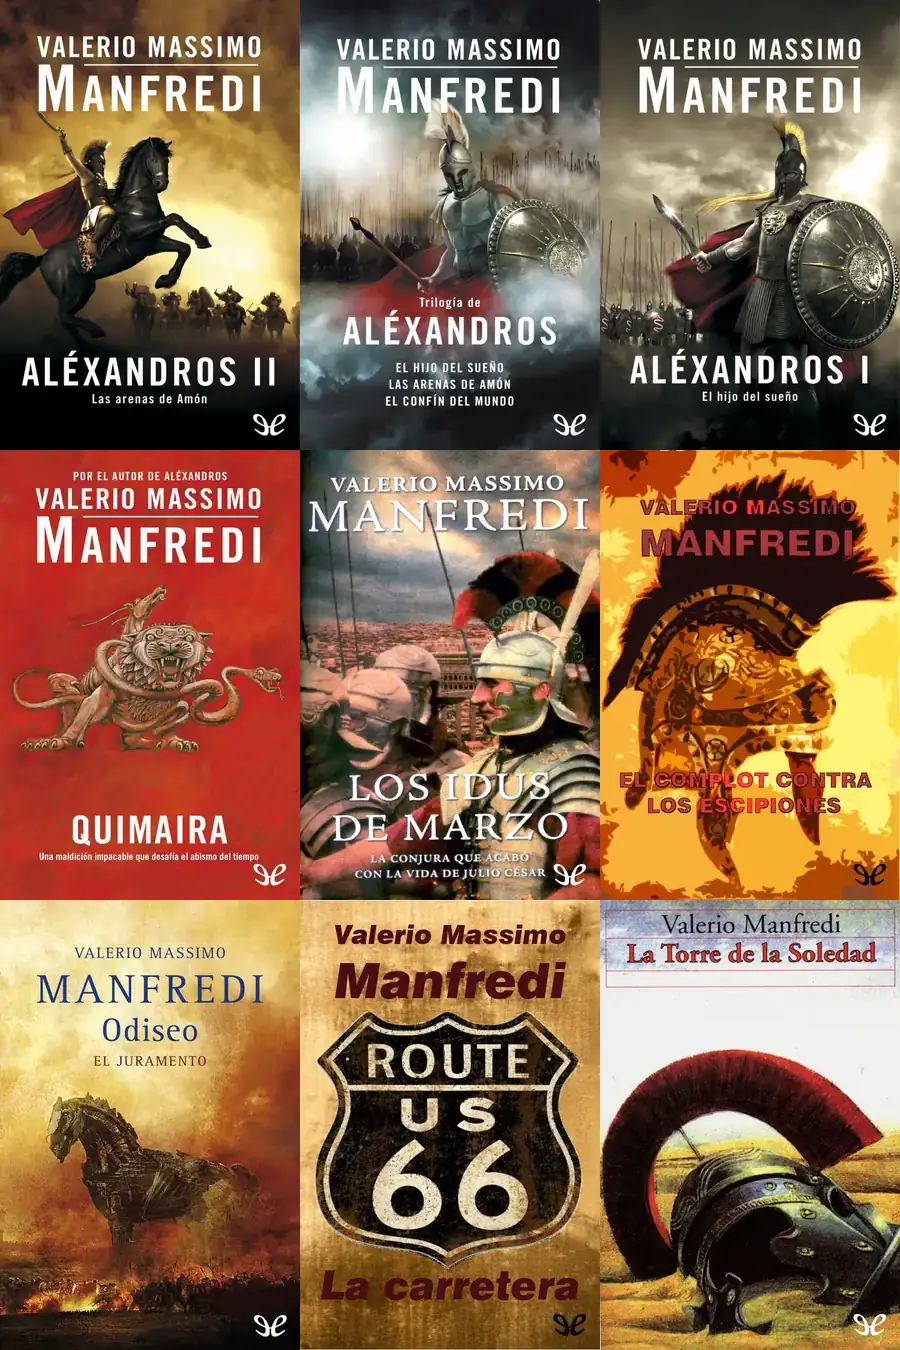 VALERIO MASSIMO
MANFREDI
ALÉXANDROS II
Las arenas de Amón
VALERIO MASSIMO
MANFREDI
Trilogía de
ALÉXANDROS
EL HIJO DEL SUEÑO
LAS ARENAS DE AMÓN
EL CONFÍN DEL MUNDO
VALERIO MASSIMO
MANFREDI
ALÉXANDROS I
El hijo del sueño
POR EL AUTOR DE ALÉXANDROS
VALERIO MASSIMO
MANFREDI
QUIMAIRA
Una maldición impacable que desafía el abismo del tiempo
VALERIO MASSIMO
MANFREDI
LOS IDUS
DE MARZO
LA CONJURA QUE ACABÓ
CON LA VIDA DE JULIO CÉSAR
VALERIO MASSIMO
MANFREDI
EL COMPLOT CONTRA
LOS ESCIPIONES
VALERIO MASSIMO
MANFREDI
Odiseo
EL JURAMENTO
Valerio Massimo
Manfredi
ROUTE
US
66
La carretera
Valerio Manfredi
La Torre de la Soledad